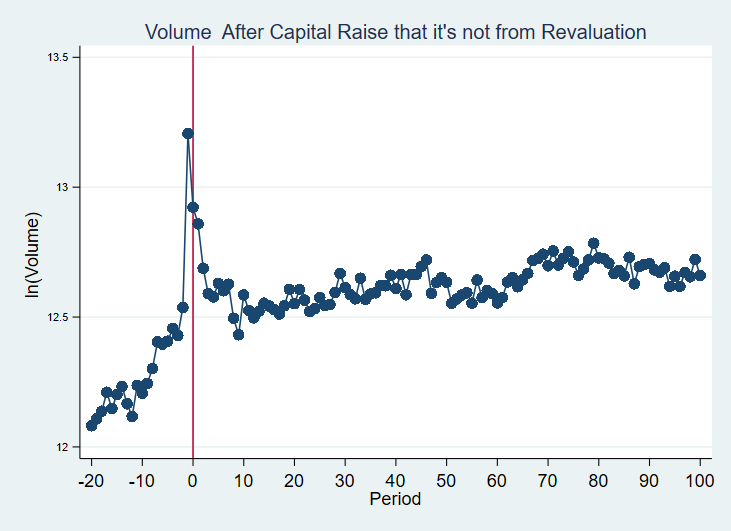 Volume  After Capital Raise that it's not from Revaluation
13.5
13
12.5
12
ln(Volume)
-20 -10 0 10 20 30 40 50 60 70 80 90 100
Period